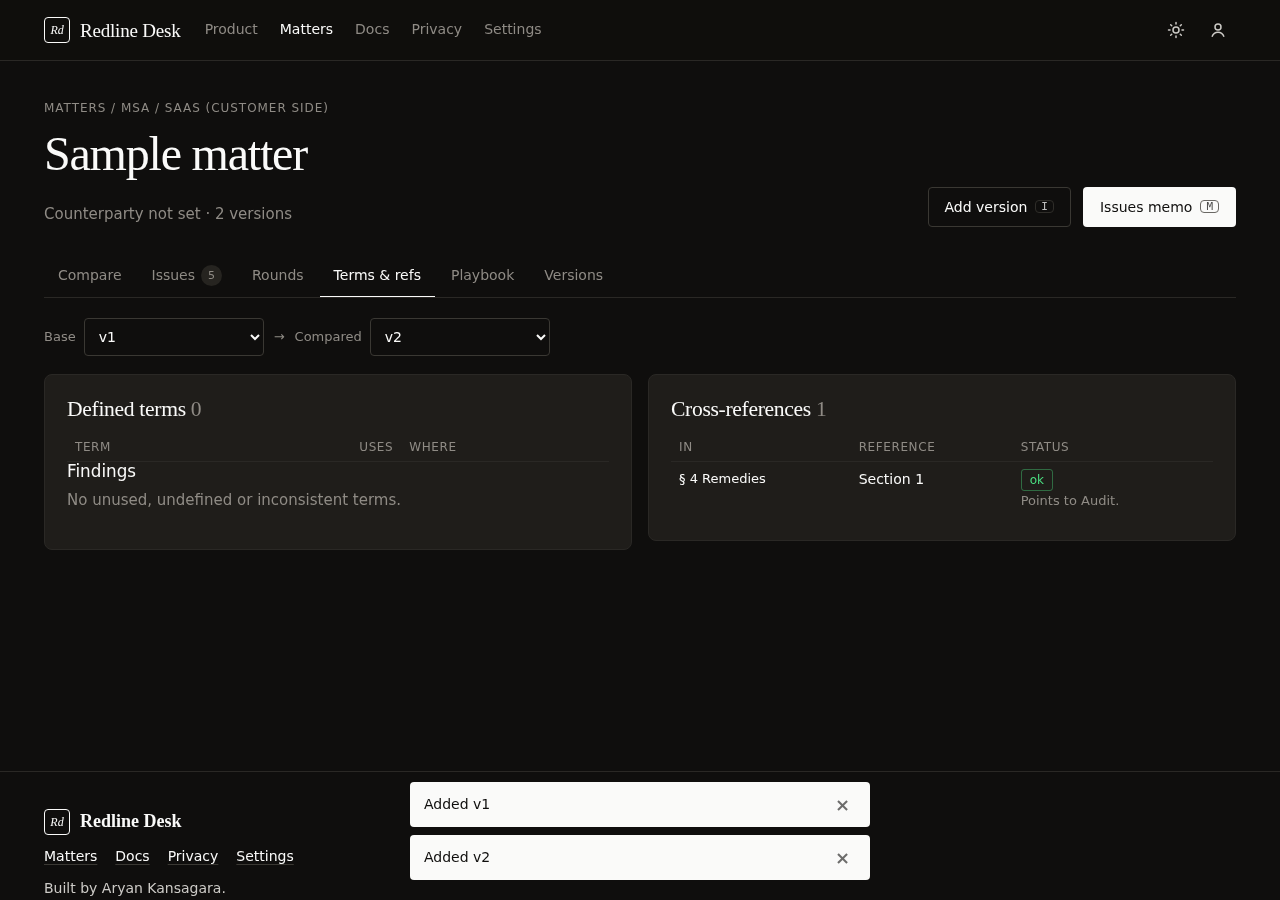 Rd Redline Desk Product Matters Docs Privacy Settings
MATTERS / MSA / SAAS (CUSTOMER SIDE)
Sample matter
Counterparty not set · 2 versions
Add version I Issues memo M
Compare Issues 5 Rounds Terms & refs Playbook Versions
Base v1 → Compared v2
Defined terms 0
TERM USES WHERE
Findings
No unused, undefined or inconsistent terms.
Cross-references 1
IN REFERENCE STATUS
§ 4 Remedies Section 1 ok
Points to Audit.
Added v1 ×
Added v2 ×
Rd Redline Desk
Matters Docs Privacy Settings
Built by Aryan Kansagara.